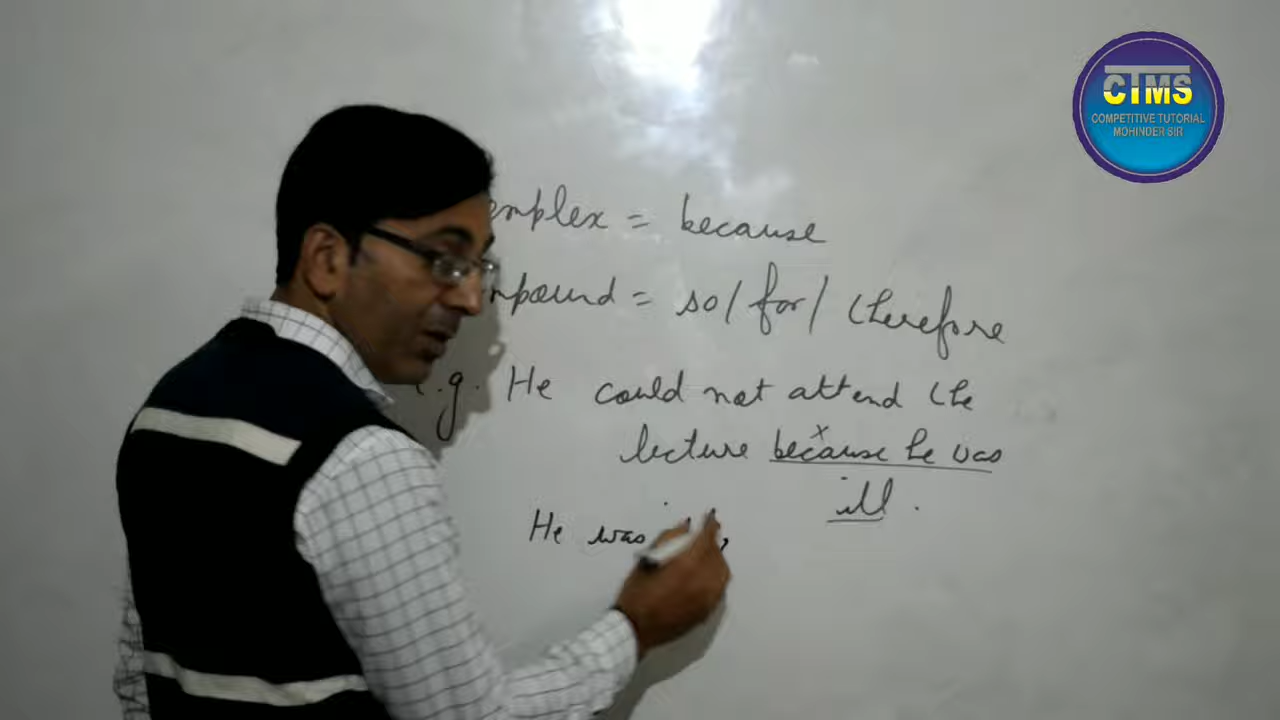 CTMS
COMPETITIVE TUTORIAL
MOHINDER SIR
omplex = because
mpound = so/ for/ therefore
e.g. He could not attend the
lecture because he was
x
ill.
He was